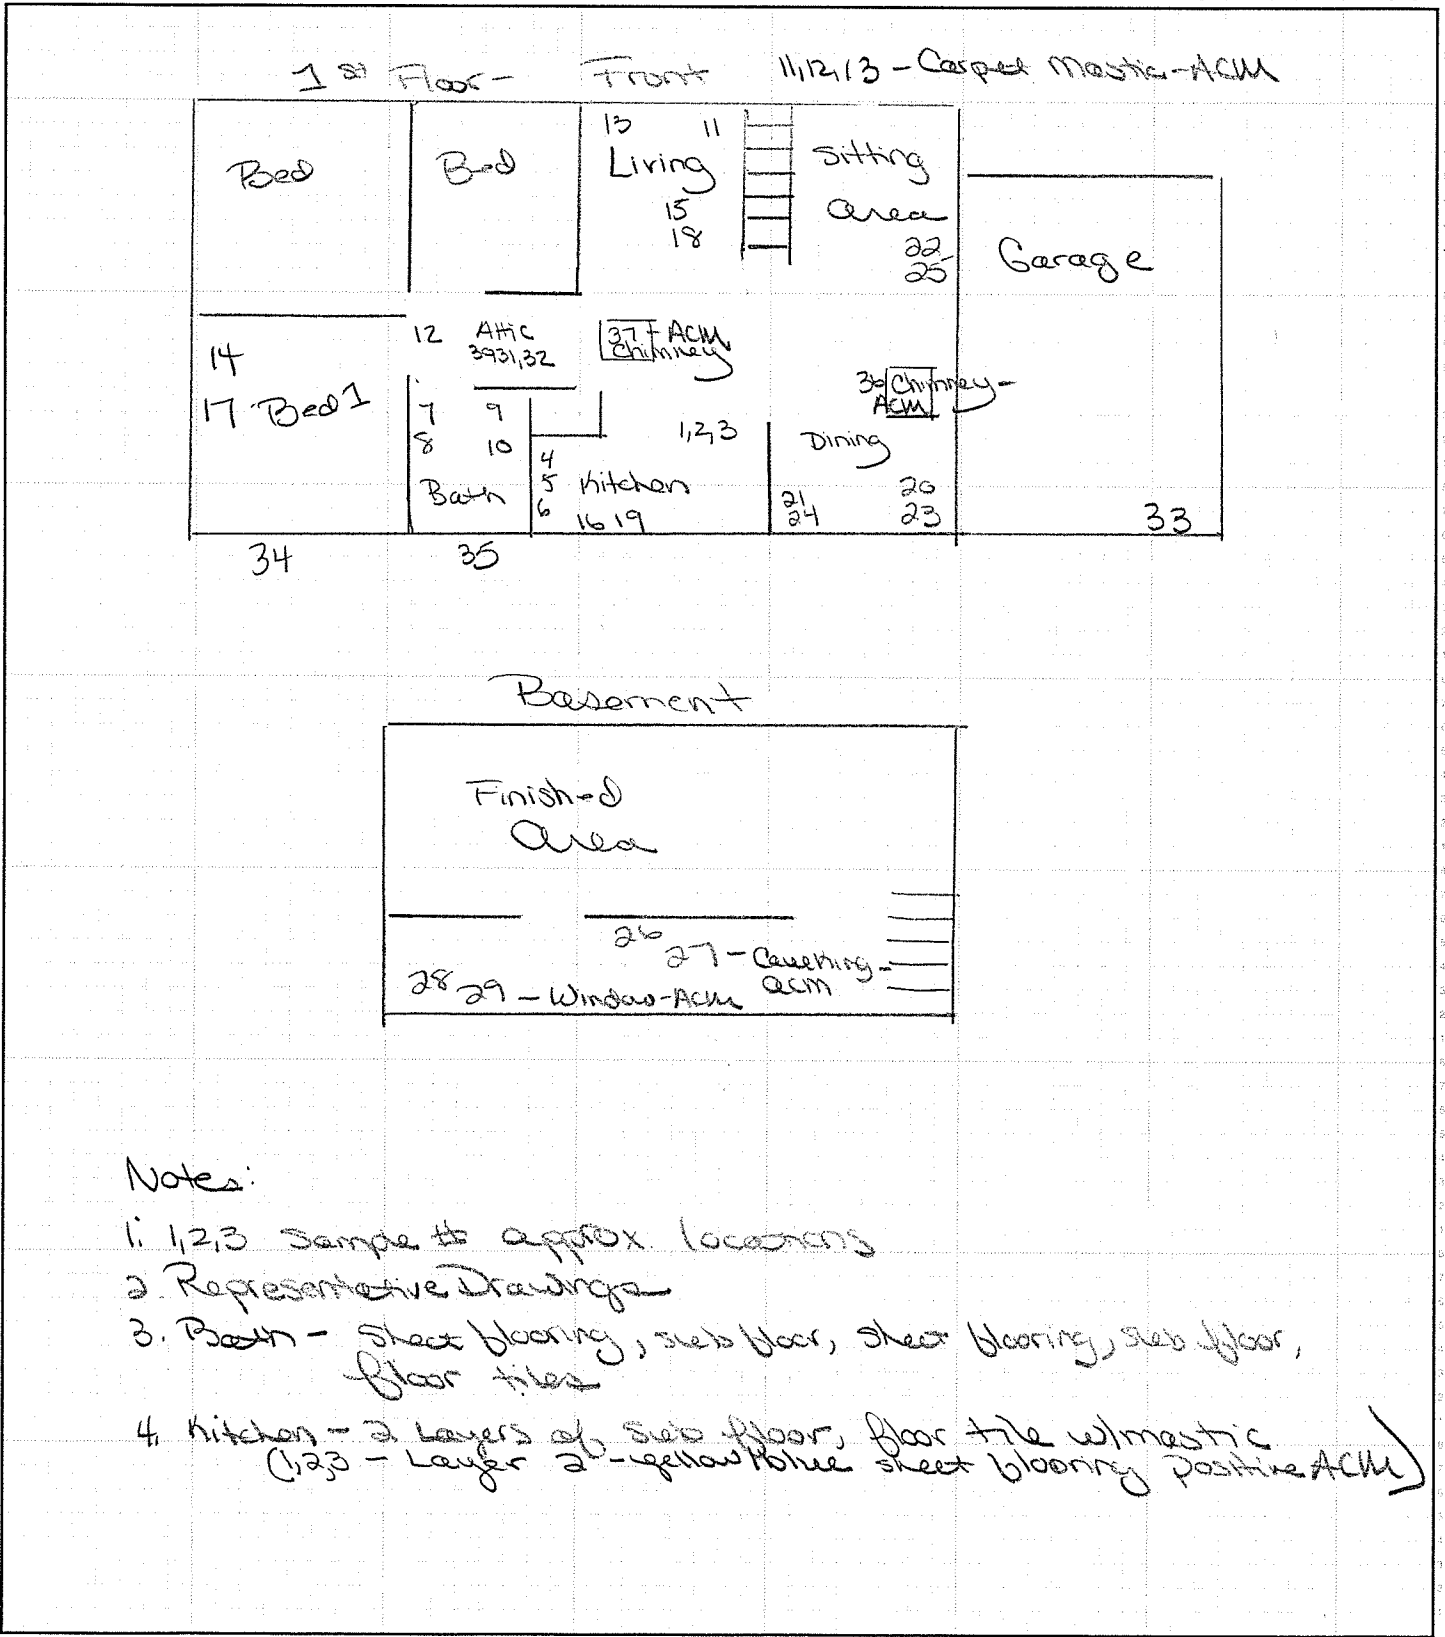 1st Floor - Front 11,12,13 - Carpet Mastic - ACM
Bed
Bed
13 11
Living
15
18
Sitting
Area
22
25
Garage
14
17 Bed 1
12
Attic
3931,32
37 - ACM
Chimney
36 Chimney -
ACM
7 9
8 10
Bath
4
5
6
Kitchen
1,2,3
16 19
Dining
21
24
20
23
33
34
35
Basement
Finished
Area
26
27 - Caulking -
ACM
28 29 - Window - ACM
Notes:
1. 1,2,3 Sample #s approx. locations
2. Representative Drawings
3. Bath - sheet flooring, sub floor, sheet flooring, sub floor,
floor tiles
4. Kitchen - 2 Layers of sub floor, floor tile w/mastic
(1,2,3 - Layer 2 - yellow/blue sheet flooring positive ACM)